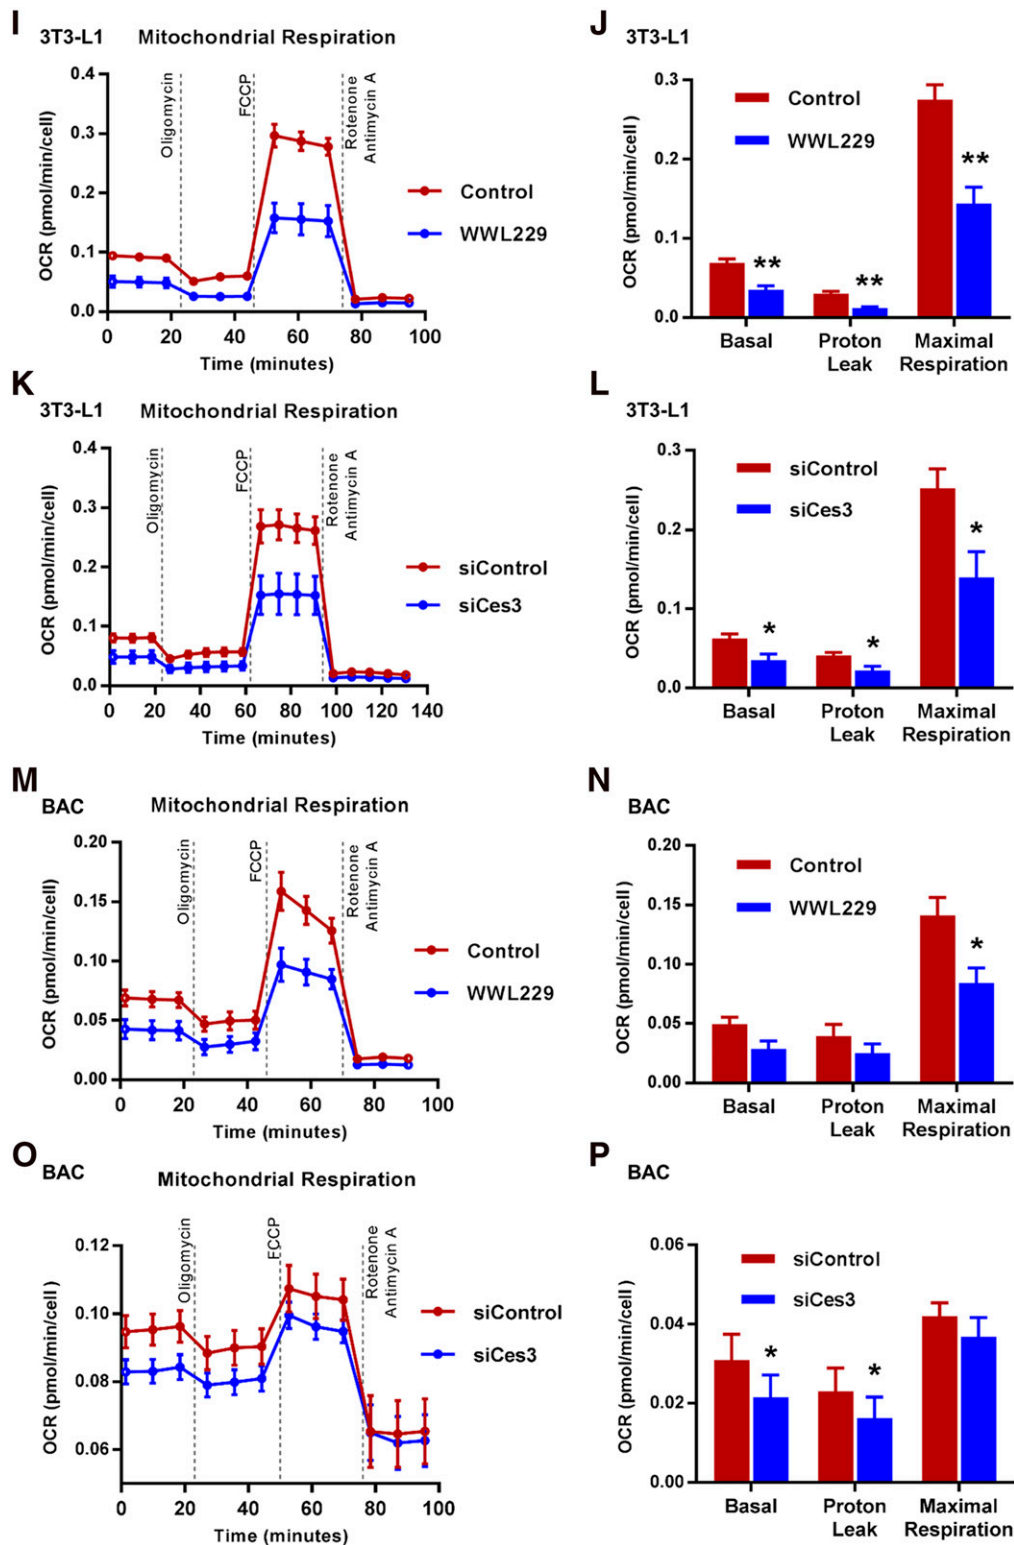 I
3T3-L1 Mitochondrial Respiration
OCR (pmol/min/cell)
0.4
0.3
0.2
0.1
0.0
Oligomycin
FCCP
Rotenone
Antimycin A
Control
WWL229
0 20 40 60 80 100
Time (minutes)
J
3T3-L1
OCR (pmol/min/cell)
0.3
0.2
0.1
0.0
Control
WWL229
** ** **
Basal Proton Maximal
Leak Respiration
K
3T3-L1 Mitochondrial Respiration
OCR (pmol/min/cell)
0.4
0.3
0.2
0.1
0.0
Oligomycin
FCCP
Rotenone
Antimycin A
siControl
siCes3
0 20 40 60 80 100 120 140
Time (minutes)
L
3T3-L1
OCR (pmol/min/cell)
0.3
0.2
0.1
0.0
siControl
siCes3
* * *
Basal Proton Maximal
Leak Respiration
M
BAC Mitochondrial Respiration
OCR (pmol/min/cell)
0.20
0.15
0.10
0.05
0.00
Oligomycin
FCCP
Rotenone
Antimycin A
Control
WWL229
0 20 40 60 80 100
Time (minutes)
N
BAC
OCR (pmol/min/cell)
0.20
0.15
0.10
0.05
0.00
Control
WWL229
*
Basal Proton Maximal
Leak Respiration
O
BAC Mitochondrial Respiration
OCR (pmol/min/cell )
0.12
0.10
0.08
0.06
Oligomycin
FCCP
Rotenone
Antimycin A
siControl
siCes3
0 20 40 60 80 100
Time (minutes)
P
BAC
OCR (pmol/min/cell )
0.06
0.04
0.02
0.00
siControl
siCes3
* *
Basal Proton Maximal
Leak Respiration